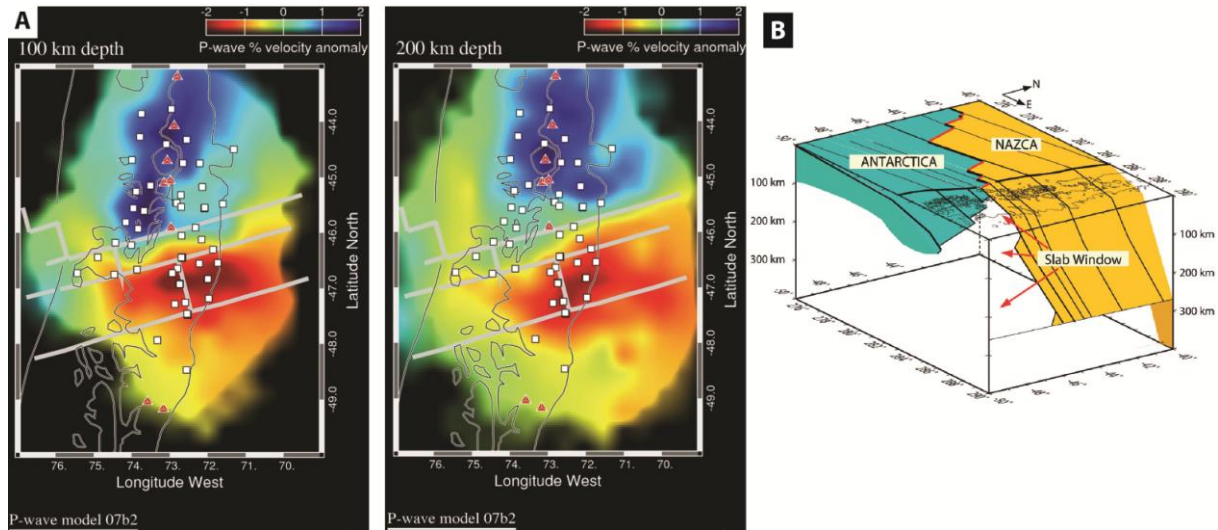 A
-2 -1 0 1 2
P-wave % velocity anomaly
100 km depth
-44.0
-45.0
-46.0
-47.0
-48.0
-49.0
Latitude North
76. 75. 74. 73. 72. 71. 70.
Longitude West
P-wave model 07b2
-2 -1 0 1 2
P-wave % velocity anomaly
200 km depth
-44.0
-45.0
-46.0
-47.0
-48.0
-49.0
Latitude North
76. 75. 74. 73. 72. 71. 70.
Longitude West
P-wave model 07b2
B
N
E
NAZCA
ANTARCTICA
100 km
200 km
300 km
Slab Window
100 km
200 km
300 km